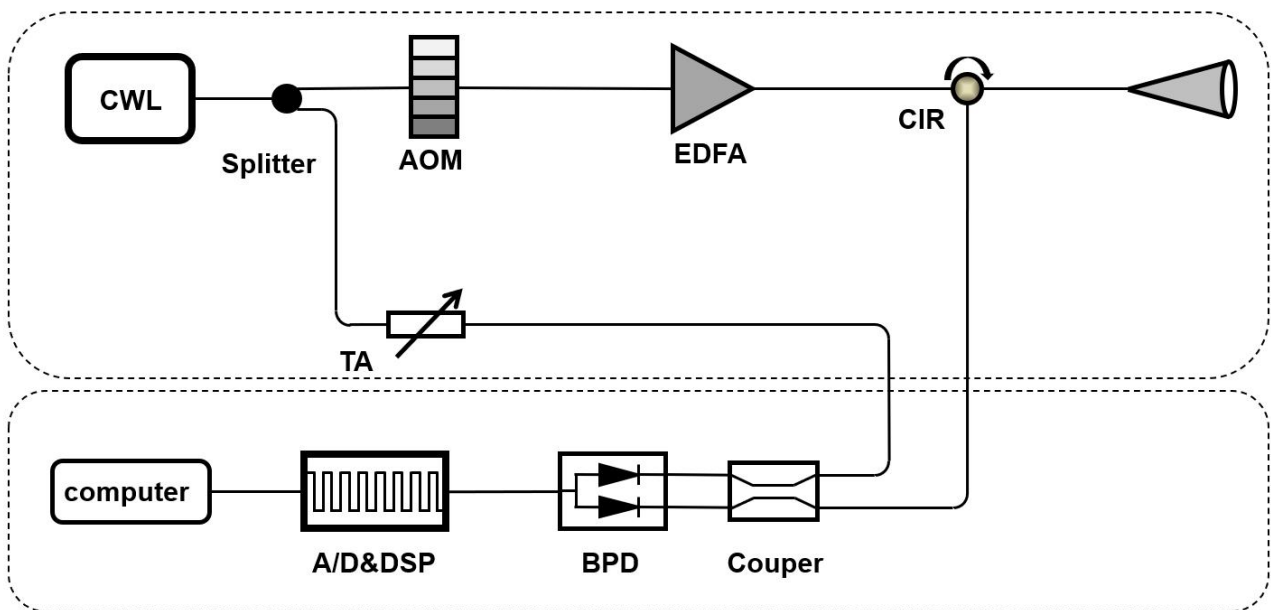 CWL
Splitter
AOM
EDFA
CIR
TA
computer
A/D&DSP
BPD
Couper